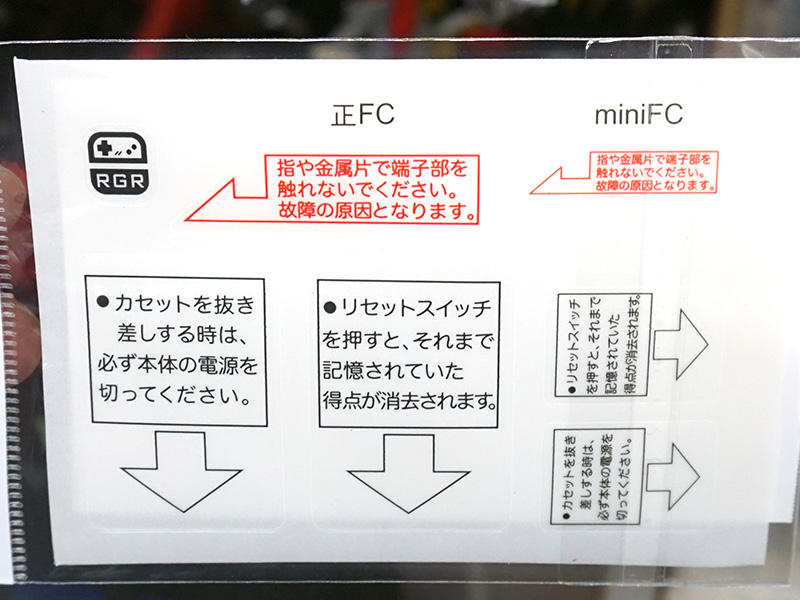 正FC
miniFC
RGR
指や金属片で端子部を
触れないでください。
故障の原因となります。
指や金属片で端子部を
触れないでください。
故障の原因となります。
●カセットを抜き
差しする時は、
必ず本体の電源を
切ってください。
●リセットスイッチ
を押すと、それまで
記憶されていた
得点が消去されます。
●リセットスイッチ
を押すと、それまで
記憶されていた
得点が消去されます。
●カセットを抜き
差しする時は、
必ず本体の電源を
切ってください。